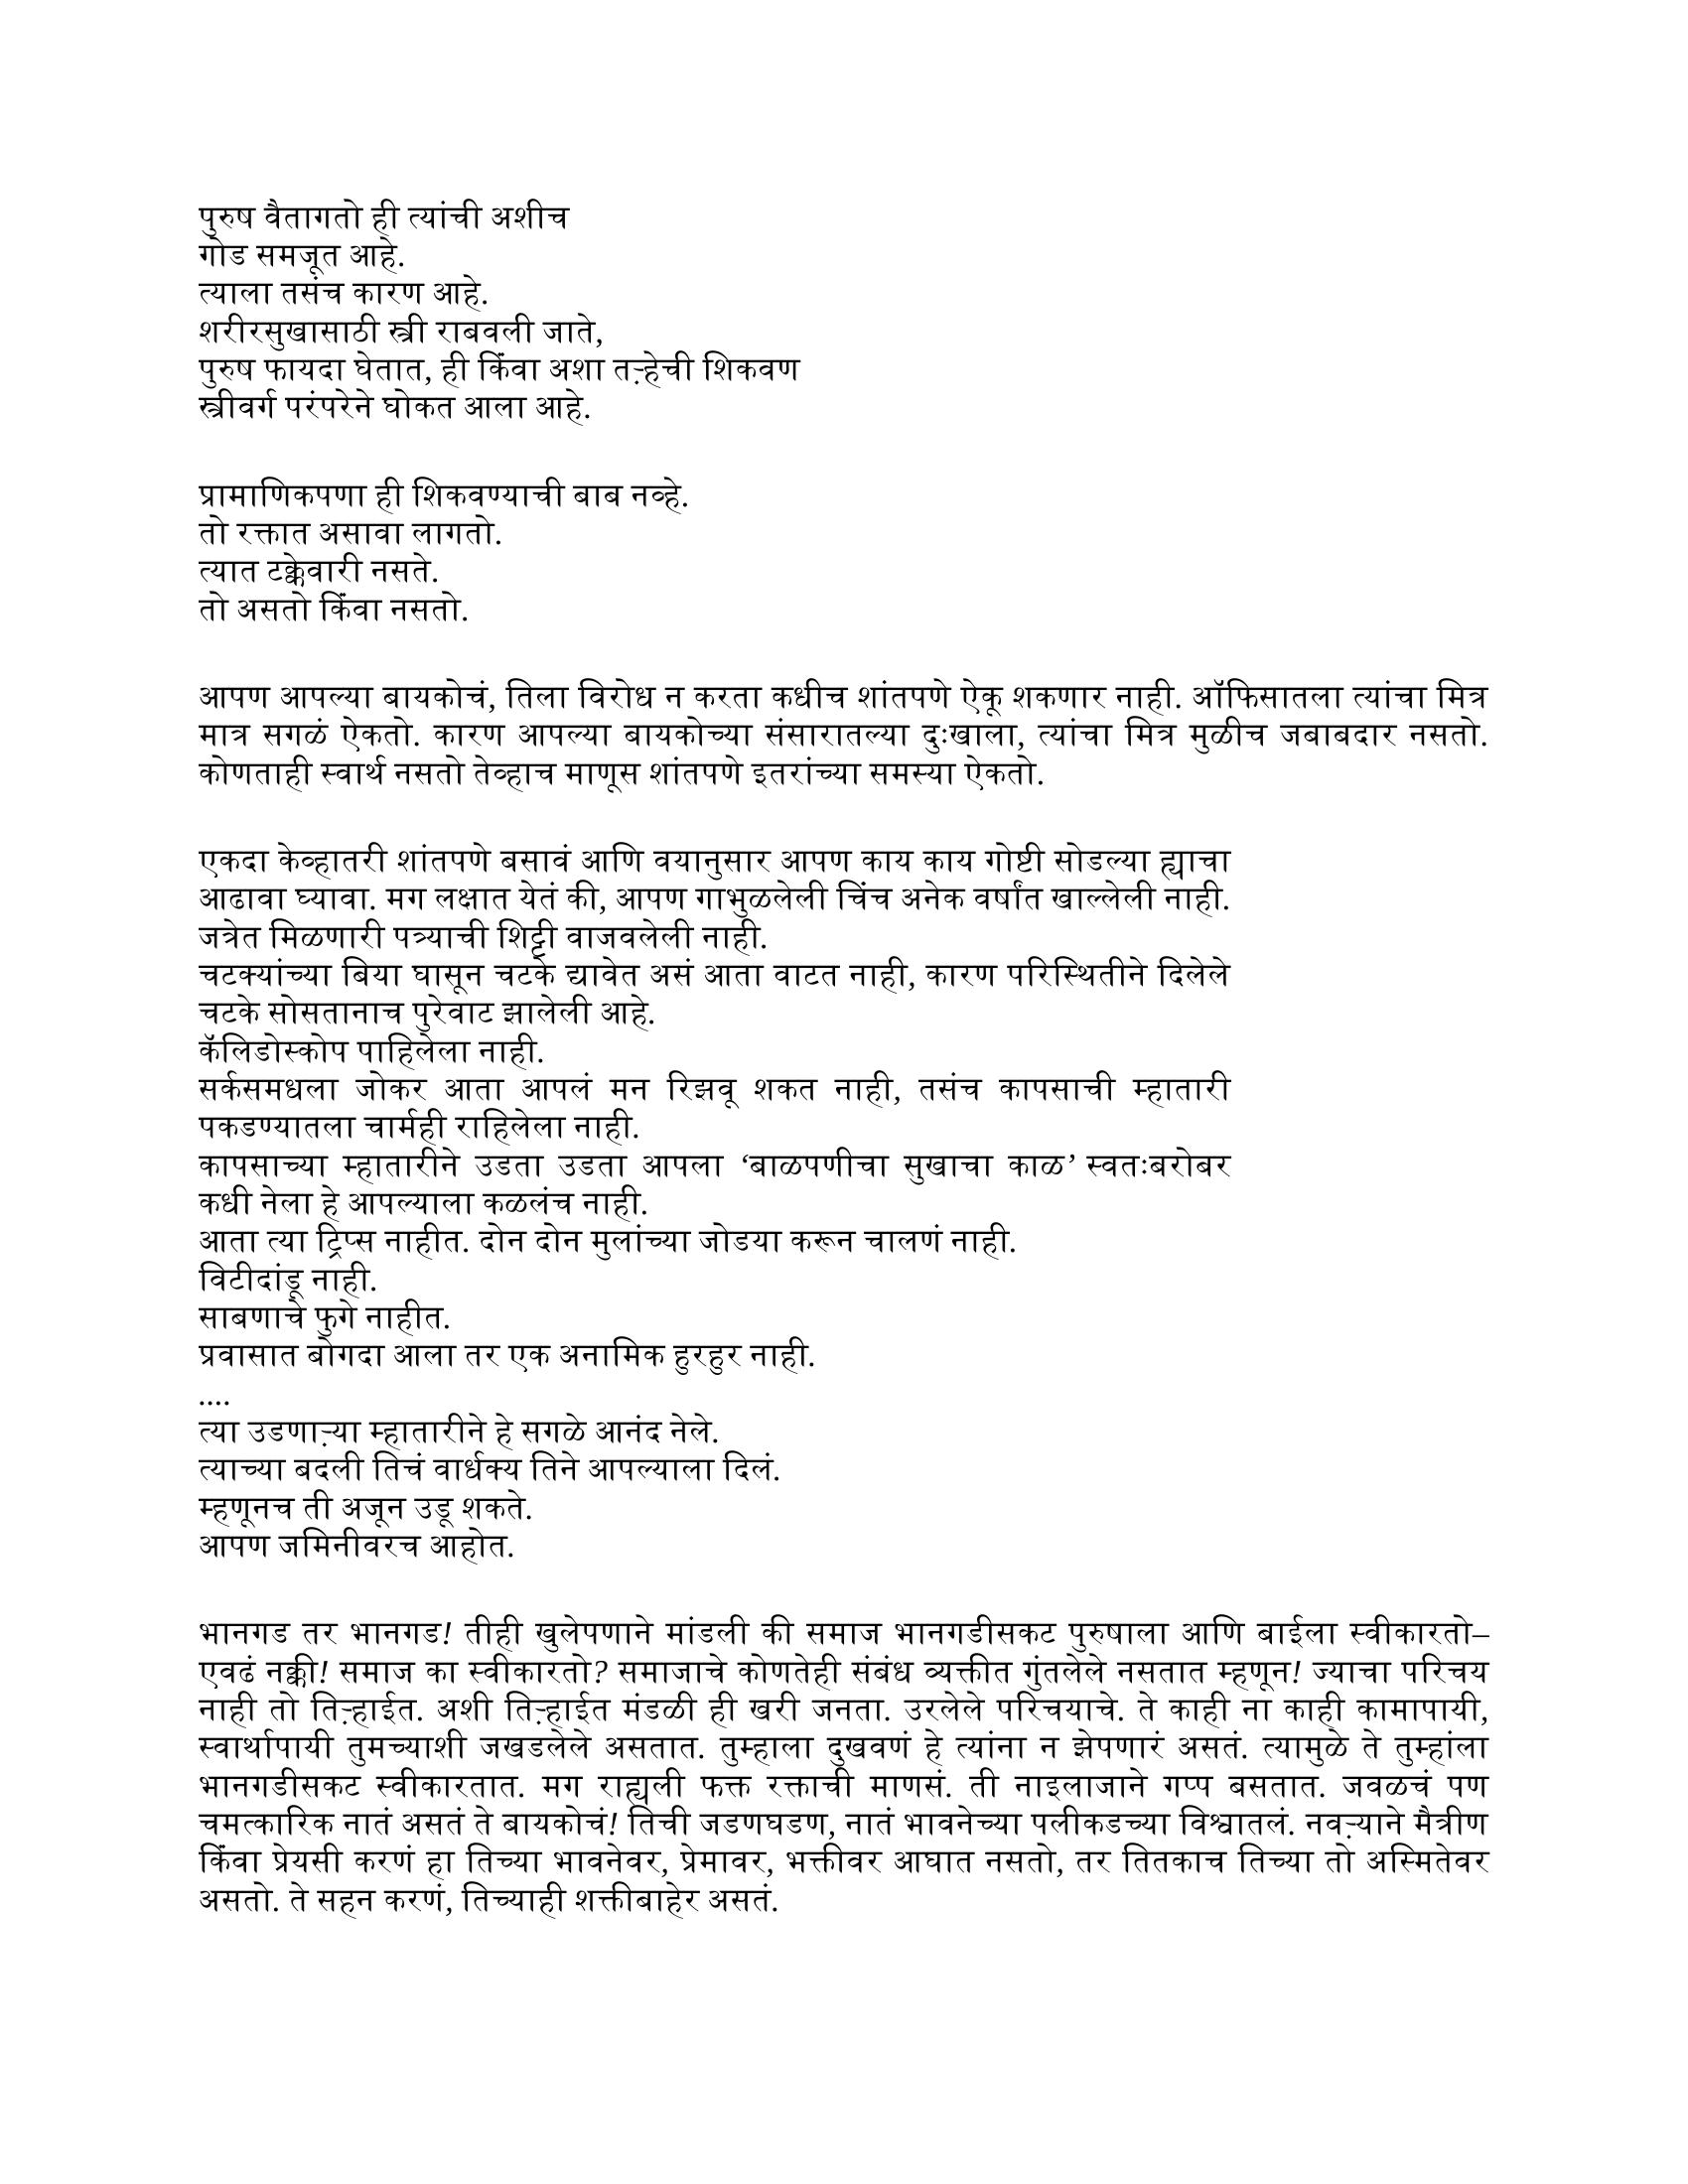 पुरुष वैतागतो ही त्यांची अशीच
गोड समजूत आहे.
त्याला तसंच कारण आहे.
शरीरसुखासाठी स्त्री राबवली जाते,
पुरुष फायदा घेतात, ही किंवा अशा तऱ्हेची शिकवण
स्त्रीवर्ग परंपरेने घोकत आला आहे.
प्रामाणिकपणा ही शिकवण्याची बाब नव्हे.
तो रक्तात असावा लागतो.
त्यात टक्केवारी नसते.
तो असतो किंवा नसतो.
आपण आपल्या बायकोचं, तिला विरोध न करता कधीच शांतपणे ऐकू शकणार नाही. ऑफिसातला त्यांचा मित्र
मात्र सगळं ऐकतो. कारण आपल्या बायकोच्या संसारातल्या दुःखाला, त्यांचा मित्र मुळीच जबाबदार नसतो.
कोणताही स्वार्थ नसतो तेव्हाच माणूस शांतपणे इतरांच्या समस्या ऐकतो.
एकदा केव्हातरी शांतपणे बसावं आणि वयानुसार आपण काय काय गोष्टी सोडल्या ह्याचा
आढावा घ्यावा. मग लक्षात येतं की, आपण गाभुळलेली चिंच अनेक वर्षांत खाल्लेली नाही.
जत्रेत मिळणारी पत्र्याची शिट्टी वाजवलेली नाही.
चटक्यांच्या बिया घासून चटके द्यावेत असं आता वाटत नाही, कारण परिस्थितीने दिलेले
चटके सोसतानाच पुरेवाट झालेली आहे.
कॅलिडोस्कोप पाहिलेला नाही.
सर्कसमधला जोकर आता आपलं मन रिझवू शकत नाही, तसंच कापसाची म्हातारी
पकडण्यातला चार्मही राहिलेला नाही.
कापसाच्या म्हातारीने उडता उडता आपला ‘बाळपणीचा सुखाचा काळ’ स्वतःबरोबर
कधी नेला हे आपल्याला कळलंच नाही.
आता त्या ट्रिप्स नाहीत. दोन दोन मुलांच्या जोडया करून चालणं नाही.
विटीदांडू नाही.
साबणाचे फुगे नाहीत.
प्रवासात बोगदा आला तर एक अनामिक हुरहुर नाही.
....
त्या उडणाऱ्या म्हातारीने हे सगळे आनंद नेले.
त्याच्या बदली तिचं वार्धक्य तिने आपल्याला दिलं.
म्हणूनच ती अजून उडू शकते.
आपण जमिनीवरच आहोत.
भानगड तर भानगड! तीही खुलेपणाने मांडली की समाज भानगडीसकट पुरुषाला आणि बाईला स्वीकारतो–
एवढं नक्की! समाज का स्वीकारतो? समाजाचे कोणतेही संबंध व्यक्तीत गुंतलेले नसतात म्हणून! ज्याचा परिचय
नाही तो तिऱ्हाईत. अशी तिऱ्हाईत मंडळी ही खरी जनता. उरलेले परिचयाचे. ते काही ना काही कामापायी,
स्वार्थापायी तुमच्याशी जखडलेले असतात. तुम्हाला दुखवणं हे त्यांना न झेपणारं असतं. त्यामुळे ते तुम्हांला
भानगडीसकट स्वीकारतात. मग राह्यली फक्त रक्ताची माणसं. ती नाइलाजाने गप्प बसतात. जवळचं पण
चमत्कारिक नातं असतं ते बायकोचं! तिची जडणघडण, नातं भावनेच्या पलीकडच्या विश्वातलं. नवऱ्याने मैत्रीण
किंवा प्रेयसी करणं हा तिच्या भावनेवर, प्रेमावर, भक्तीवर आघात नसतो, तर तितकाच तिच्या तो अस्मितेवर
असतो. ते सहन करणं, तिच्याही शक्तीबाहेर असतं.